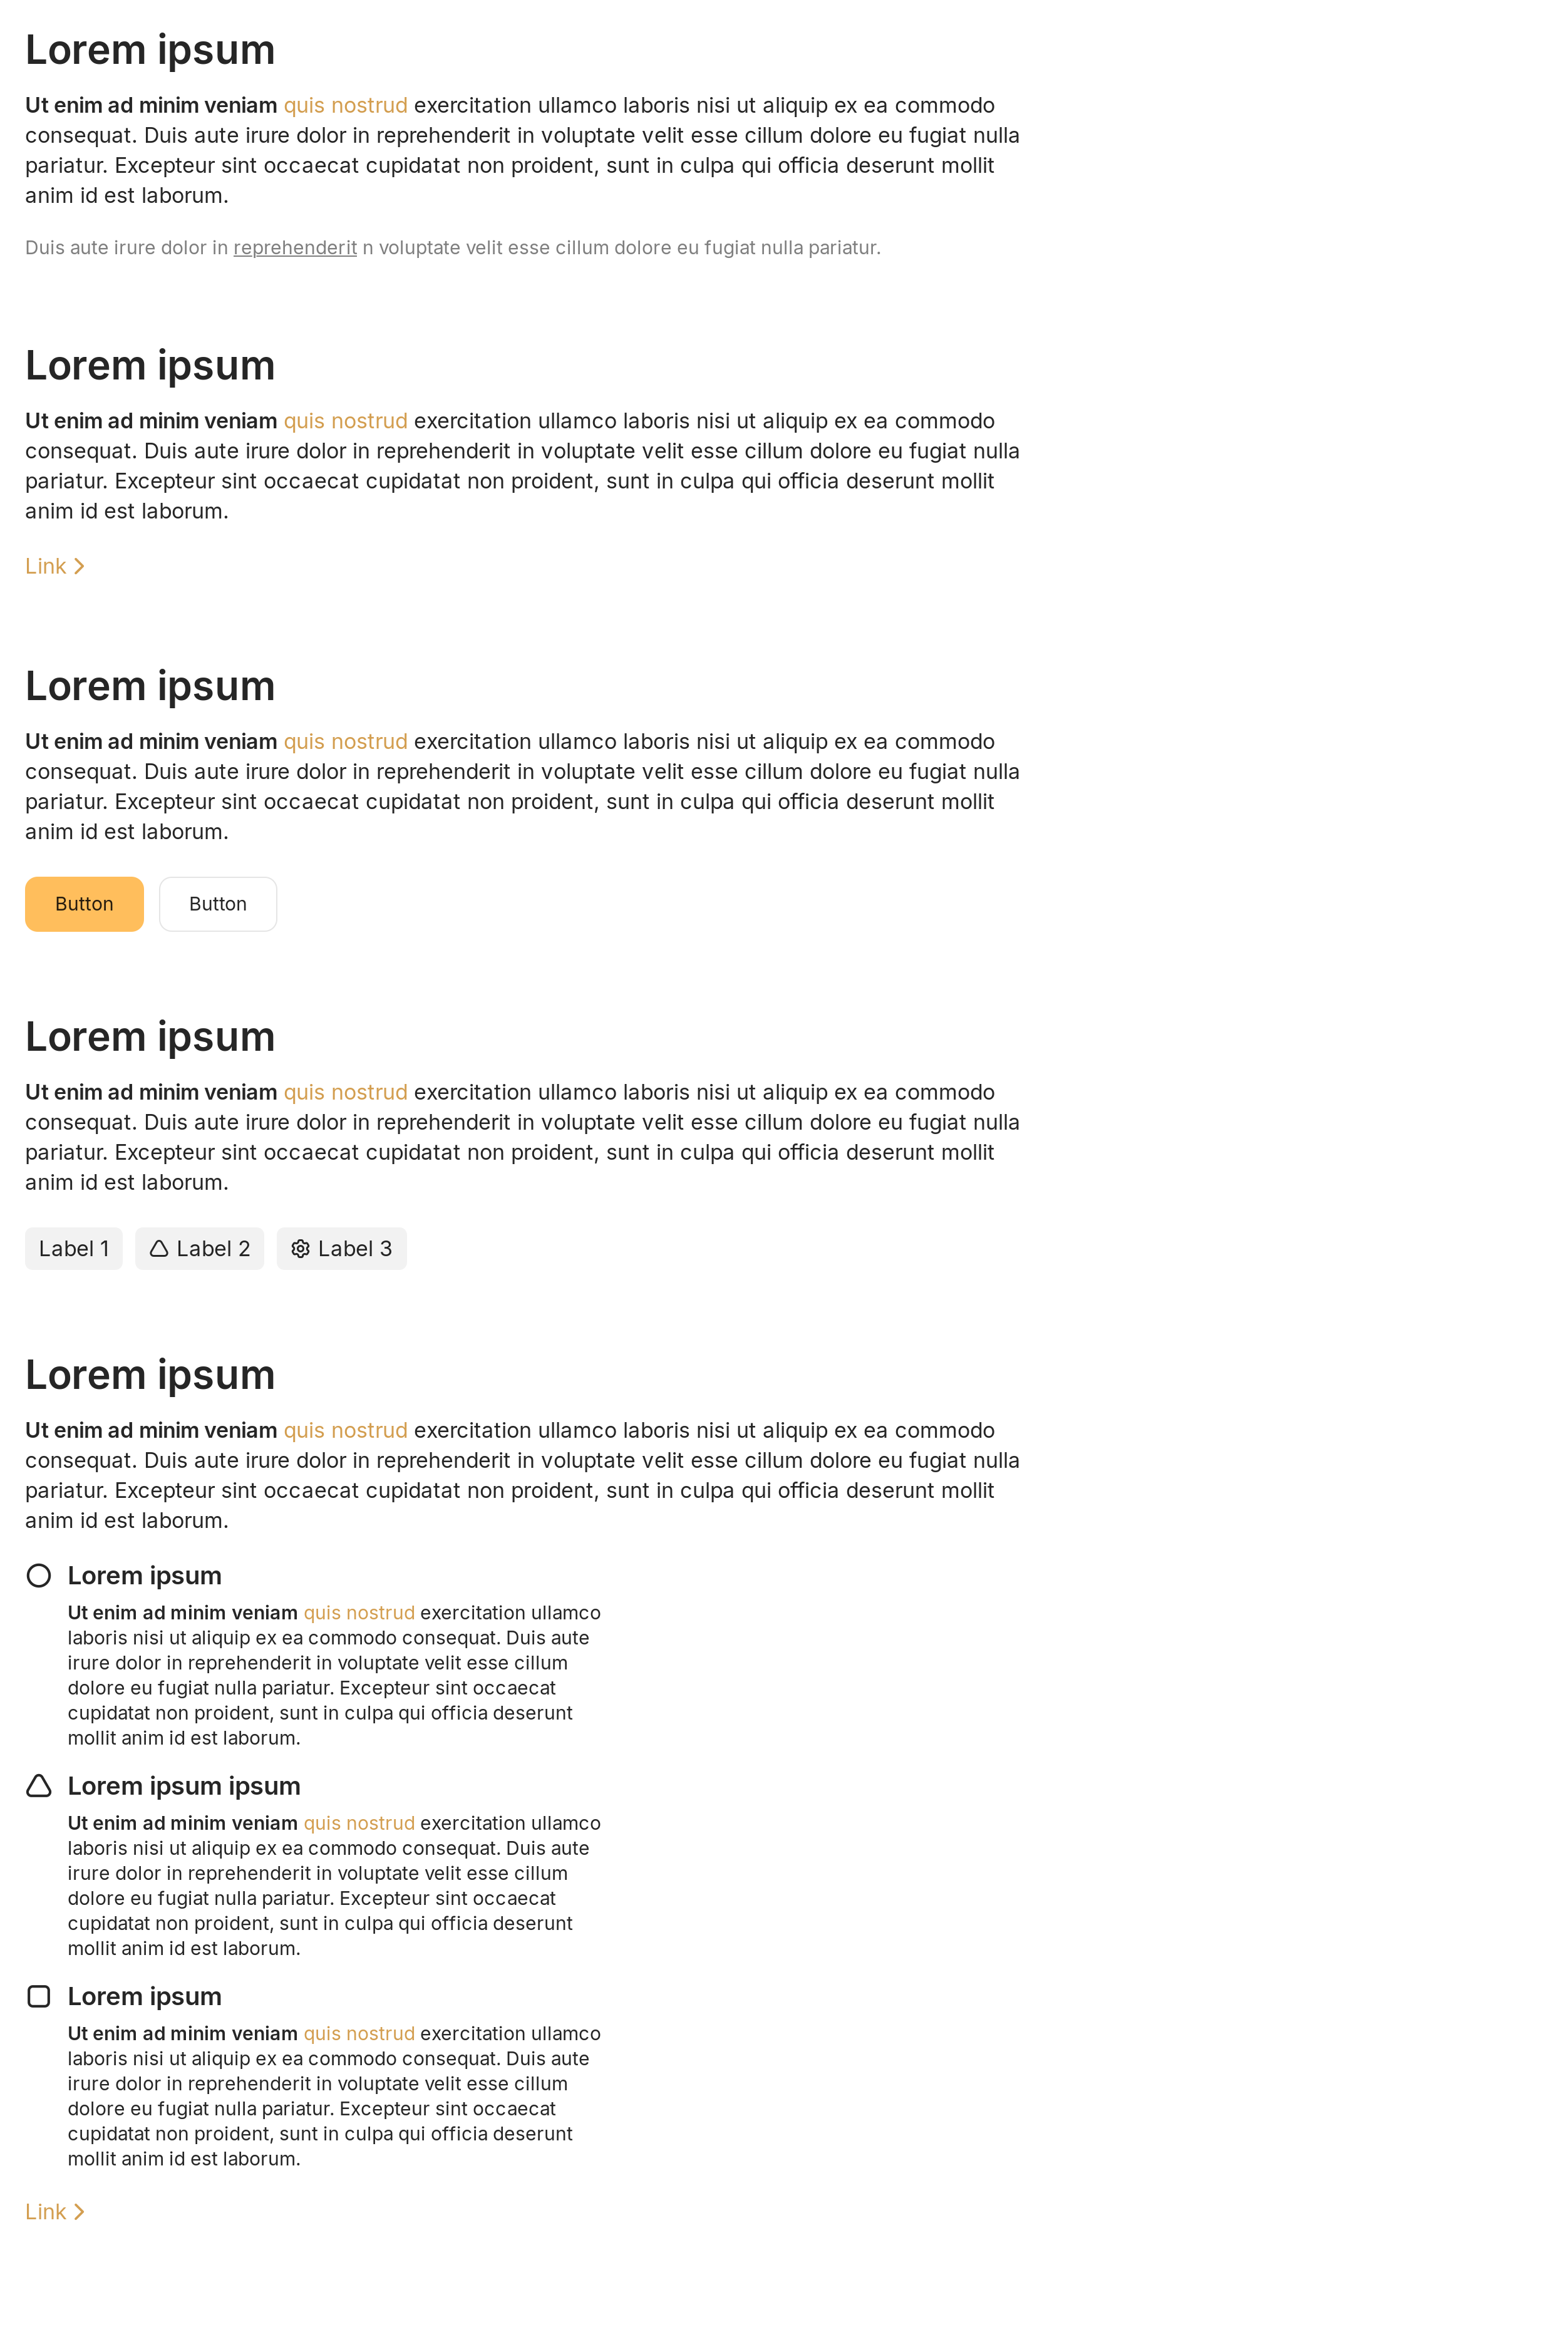 Lorem ipsum
Ut enim ad minim veniam quis nostrud exercitation ullamco laboris nisi ut aliquip ex ea commodo
consequat. Duis aute irure dolor in reprehenderit in voluptate velit esse cillum dolore eu fugiat nulla
pariatur. Excepteur sint occaecat cupidatat non proident, sunt in culpa qui officia deserunt mollit
anim id est laborum.
Duis aute irure dolor in reprehenderit n voluptate velit esse cillum dolore eu fugiat nulla pariatur.
Lorem ipsum
Ut enim ad minim veniam quis nostrud exercitation ullamco laboris nisi ut aliquip ex ea commodo
consequat. Duis aute irure dolor in reprehenderit in voluptate velit esse cillum dolore eu fugiat nulla
pariatur. Excepteur sint occaecat cupidatat non proident, sunt in culpa qui officia deserunt mollit
anim id est laborum.
Link
Lorem ipsum
Ut enim ad minim veniam quis nostrud exercitation ullamco laboris nisi ut aliquip ex ea commodo
consequat. Duis aute irure dolor in reprehenderit in voluptate velit esse cillum dolore eu fugiat nulla
pariatur. Excepteur sint occaecat cupidatat non proident, sunt in culpa qui officia deserunt mollit
anim id est laborum.
Button Button
Lorem ipsum
Ut enim ad minim veniam quis nostrud exercitation ullamco laboris nisi ut aliquip ex ea commodo
consequat. Duis aute irure dolor in reprehenderit in voluptate velit esse cillum dolore eu fugiat nulla
pariatur. Excepteur sint occaecat cupidatat non proident, sunt in culpa qui officia deserunt mollit
anim id est laborum.
Label 1 Label 2 Label 3
Lorem ipsum
Ut enim ad minim veniam quis nostrud exercitation ullamco laboris nisi ut aliquip ex ea commodo
consequat. Duis aute irure dolor in reprehenderit in voluptate velit esse cillum dolore eu fugiat nulla
pariatur. Excepteur sint occaecat cupidatat non proident, sunt in culpa qui officia deserunt mollit
anim id est laborum.
Lorem ipsum
Ut enim ad minim veniam quis nostrud exercitation ullamco
laboris nisi ut aliquip ex ea commodo consequat. Duis aute
irure dolor in reprehenderit in voluptate velit esse cillum
dolore eu fugiat nulla pariatur. Excepteur sint occaecat
cupidatat non proident, sunt in culpa qui officia deserunt
mollit anim id est laborum.
Lorem ipsum ipsum
Ut enim ad minim veniam quis nostrud exercitation ullamco
laboris nisi ut aliquip ex ea commodo consequat. Duis aute
irure dolor in reprehenderit in voluptate velit esse cillum
dolore eu fugiat nulla pariatur. Excepteur sint occaecat
cupidatat non proident, sunt in culpa qui officia deserunt
mollit anim id est laborum.
Lorem ipsum
Ut enim ad minim veniam quis nostrud exercitation ullamco
laboris nisi ut aliquip ex ea commodo consequat. Duis aute
irure dolor in reprehenderit in voluptate velit esse cillum
dolore eu fugiat nulla pariatur. Excepteur sint occaecat
cupidatat non proident, sunt in culpa qui officia deserunt
mollit anim id est laborum.
Link